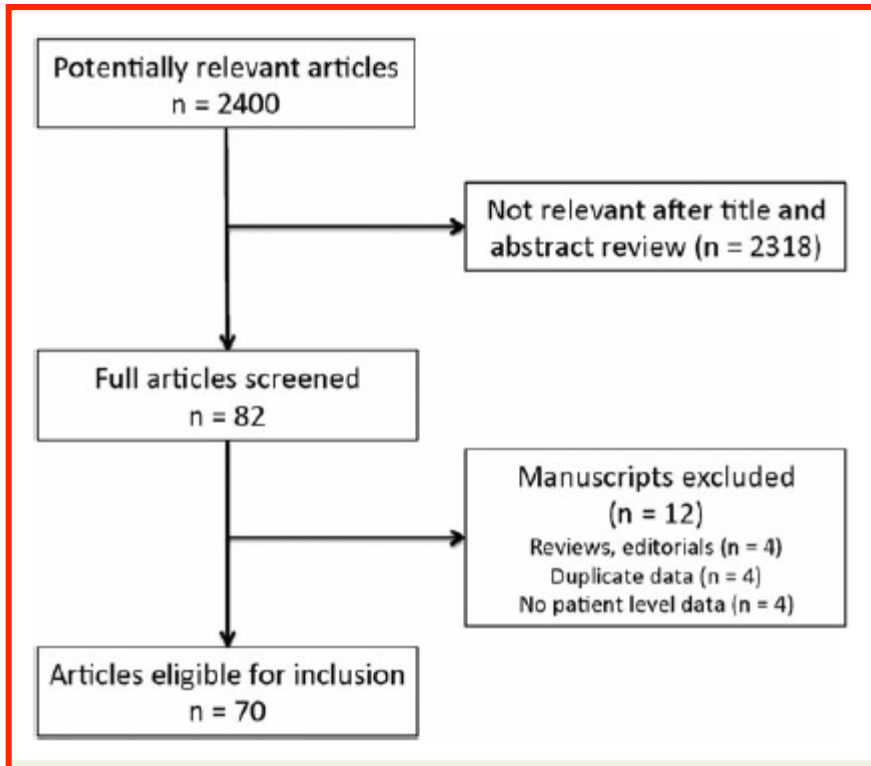 Potentially relevant articles
n = 2400
Not relevant after title and
abstract review (n = 2318)
Full articles screened
n = 82
Manuscripts excluded
(n = 12)
Reviews, editorials (n = 4)
Duplicate data (n = 4)
No patient level data (n = 4)
Articles eligible for inclusion
n = 70